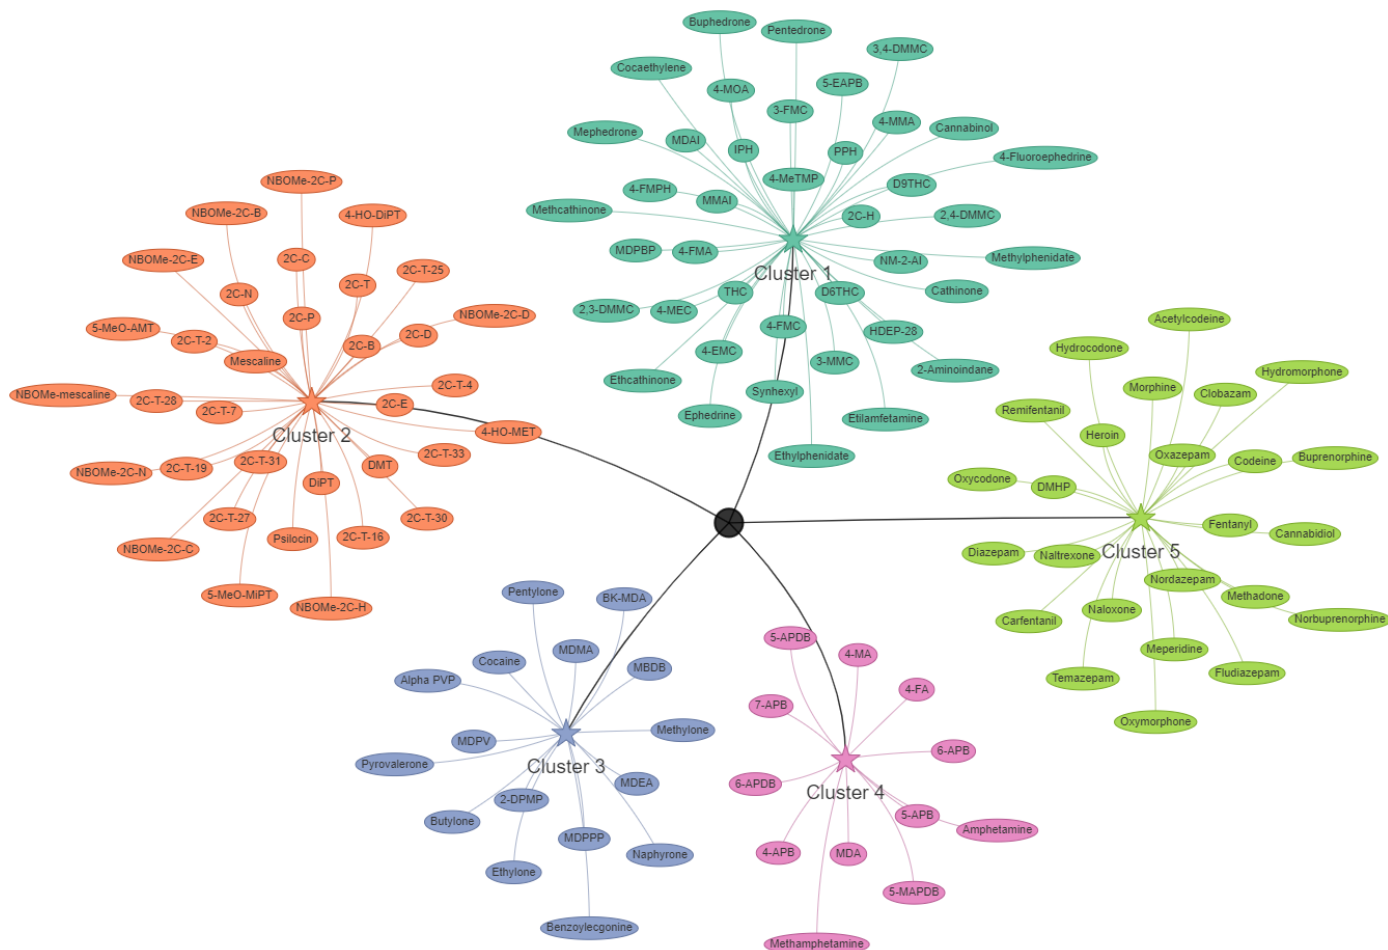 Buphedrone
Pentedrone
3,4-DMMC
Cocaethylene
4-MOA
5-EAPB
3-FMC
Mephedrone
MDAI
IPH
PPH
4-MMA
Cannabinol
4-Fluoroephedrine
4-FMPH
MMAI
4-MeTMP
D9THC
Methcathinone
2C-H
2,4-DMMC
MDPBP
4-FMA
Cluster 1
NM-2-AI
Methylphenidate
THC
D6THC
Cathinone
2,3-DMMC
4-MEC
4-FMC
HDEP-28
4-EMC
3-MMC
2-Aminoindane
Ethcathinone
Synhexyl
Ephedrine
Etilamfetamine
Ethylphenidate
NBOMe-2C-P
NBOMe-2C-B
4-HO-DiPT
NBOMe-2C-E
2C-C
2C-T-25
2C-N
2C-T
5-MeO-AMT
2C-P
NBOMe-2C-D
2C-T-2
2C-B
2C-D
Mescaline
NBOMe-mescaline
2C-T-28
2C-T-7
2C-E
2C-T-4
Cluster 2
4-HO-MET
NBOMe-2C-N
2C-T-19
2C-T-31
DMT
2C-T-33
DiPT
2C-T-27
2C-T-30
NBOMe-2C-C
Psilocin
2C-T-16
5-MeO-MiPT
NBOMe-2C-H
Acetylcodeine
Hydrocodone
Hydromorphone
Morphine
Clobazam
Remifentanil
Heroin
Oxazepam
Codeine
Buprenorphine
Oxycodone
DMHP
Fentanyl
Cannabidiol
Diazepam
Naltrexone
Cluster 5
Nordazepam
Methadone
Carfentanil
Naloxone
Norbuprenorphine
Meperidine
Temazepam
Fludiazepam
Oxymorphone
Pentylone
BK-MDA
Cocaine
MDMA
MBDB
Alpha PVP
MDPV
Methylone
Pyrovalerone
Cluster 3
MDEA
2-DPMP
Butylone
MDPPP
Naphyrone
Ethylone
Benzoylecgonine
5-APDB
4-MA
4-FA
7-APB
6-APB
6-APDB
Cluster 4
5-APB
Amphetamine
4-APB
MDA
5-MAPDB
Methamphetamine